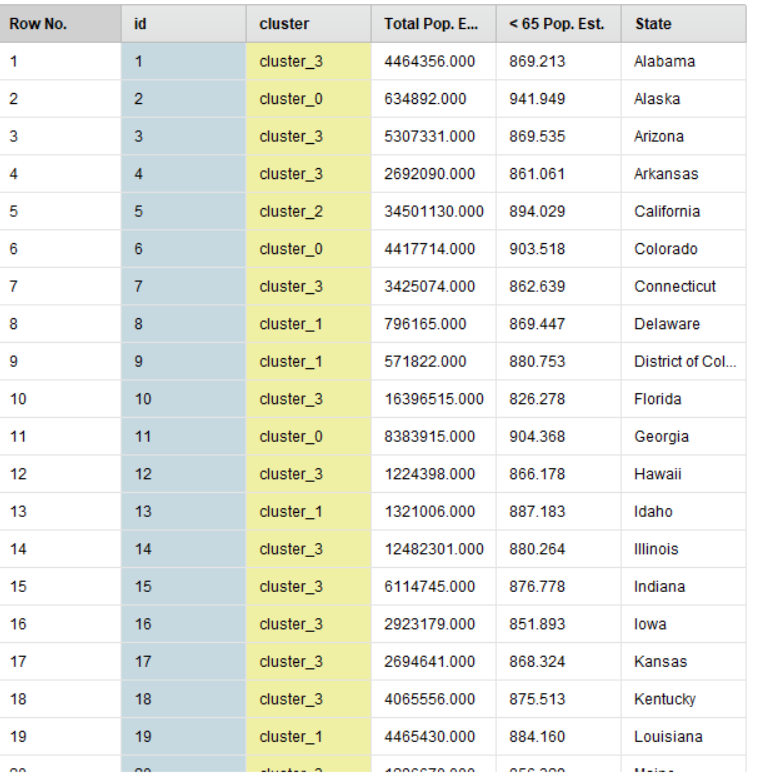 Row No. id cluster Total Pop. E... < 65 Pop. Est. State
1 1 cluster_3 4464356.000 869.213 Alabama
2 2 cluster_0 634892.000 941.949 Alaska
3 3 cluster_3 5307331.000 869.535 Arizona
4 4 cluster_3 2692090.000 861.061 Arkansas
5 5 cluster_2 34501130.000 894.029 California
6 6 cluster_0 4417714.000 903.518 Colorado
7 7 cluster_3 3425074.000 862.639 Connecticut
8 8 cluster_1 796165.000 869.447 Delaware
9 9 cluster_1 571822.000 880.753 District of Col...
10 10 cluster_3 16396515.000 826.278 Florida
11 11 cluster_0 8383915.000 904.368 Georgia
12 12 cluster_3 1224398.000 866.178 Hawaii
13 13 cluster_1 1321006.000 887.183 Idaho
14 14 cluster_3 12482301.000 880.264 Illinois
15 15 cluster_3 6114745.000 876.778 Indiana
16 16 cluster_3 2923179.000 851.893 Iowa
17 17 cluster_3 2694641.000 868.324 Kansas
18 18 cluster_3 4065556.000 875.513 Kentucky
19 19 cluster_1 4465430.000 884.160 Louisiana